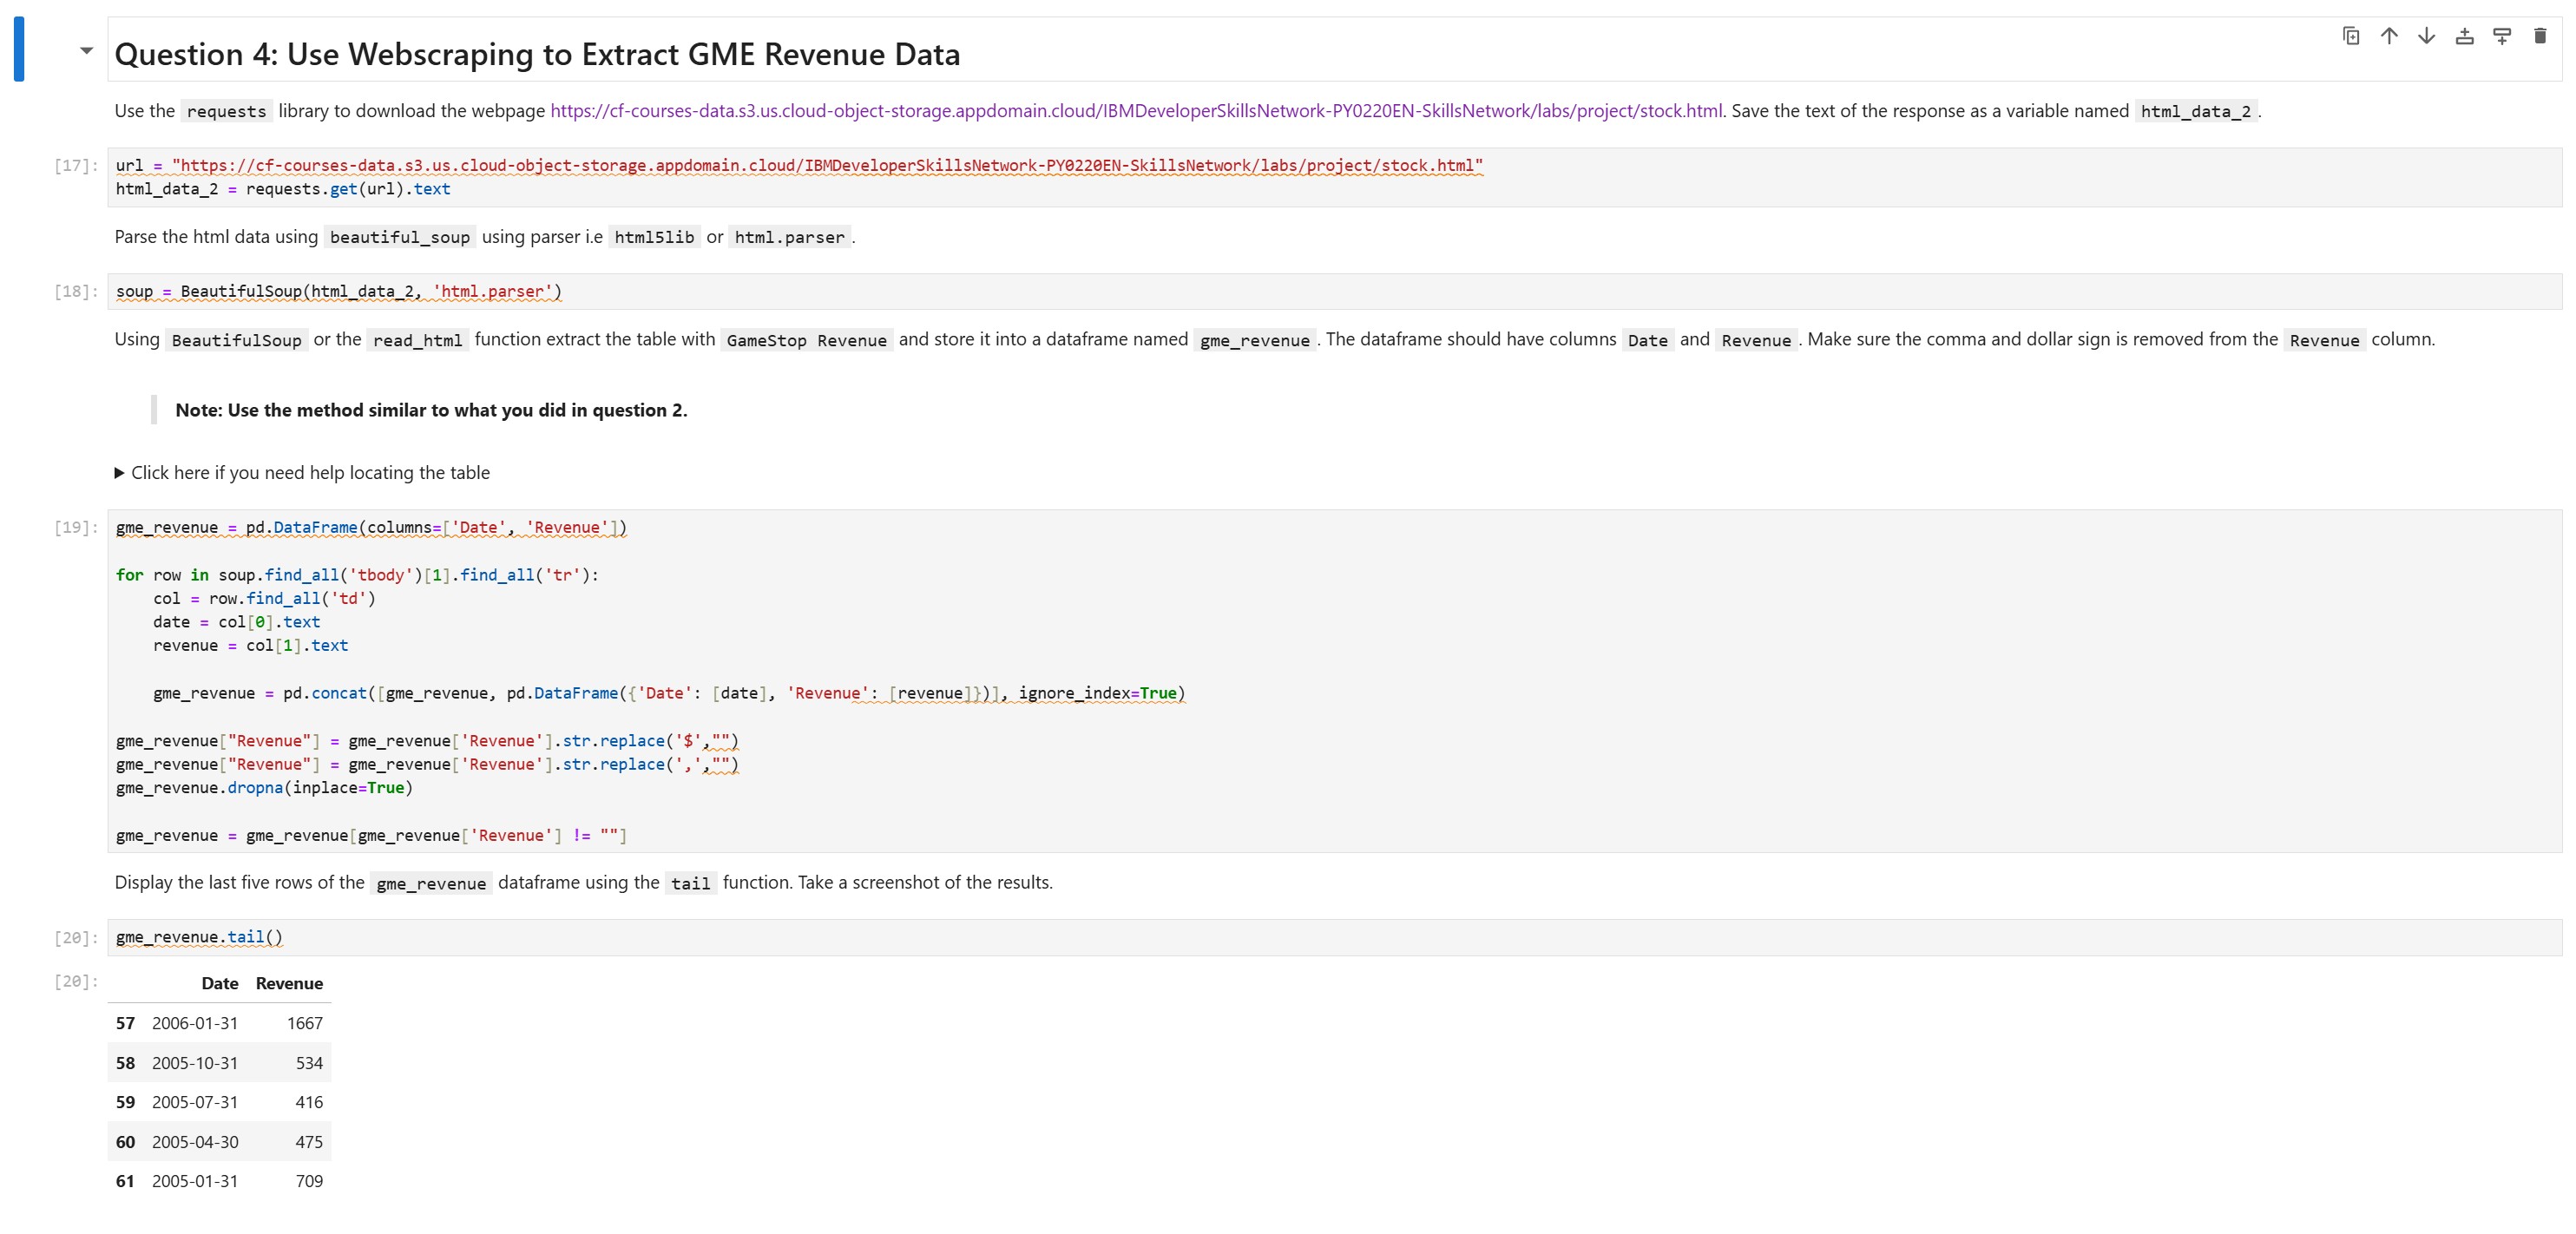 Question 4: Use Webscraping to Extract GME Revenue Data
Use the requests library to download the webpage https://cf-courses-data.s3.us.cloud-object-storage.appdomain.cloud/IBMDeveloperSkillsNetwork-PY0220EN-SkillsNetwork/labs/project/stock.html. Save the text of the response as a variable named html_data_2.
[17]: url = "https://cf-courses-data.s3.us.cloud-object-storage.appdomain.cloud/IBMDeveloperSkillsNetwork-PY0220EN-SkillsNetwork/labs/project/stock.html"
html_data_2 = requests.get(url).text
Parse the html data using beautiful_soup using parser i.e html5lib or html.parser.
[18]: soup = BeautifulSoup(html_data_2, 'html.parser')
Using BeautifulSoup or the read_html function extract the table with GameStop Revenue and store it into a dataframe named gme_revenue. The dataframe should have columns Date and Revenue. Make sure the comma and dollar sign is removed from the Revenue column.
Note: Use the method similar to what you did in question 2.
▶ Click here if you need help locating the table
[19]: gme_revenue = pd.DataFrame(columns=['Date', 'Revenue'])
for row in soup.find_all('tbody')[1].find_all('tr'):
    col = row.find_all('td')
    date = col[0].text
    revenue = col[1].text
    gme_revenue = pd.concat([gme_revenue, pd.DataFrame({'Date': [date], 'Revenue': [revenue]})], ignore_index=True)
gme_revenue["Revenue"] = gme_revenue['Revenue'].str.replace('$',"")
gme_revenue["Revenue"] = gme_revenue['Revenue'].str.replace(',',"")
gme_revenue.dropna(inplace=True)
gme_revenue = gme_revenue[gme_revenue['Revenue'] != ""]
Display the last five rows of the gme_revenue dataframe using the tail function. Take a screenshot of the results.
[20]: gme_revenue.tail()
[20]: Date Revenue
57 2006-01-31 1667
58 2005-10-31 534
59 2005-07-31 416
60 2005-04-30 475
61 2005-01-31 709